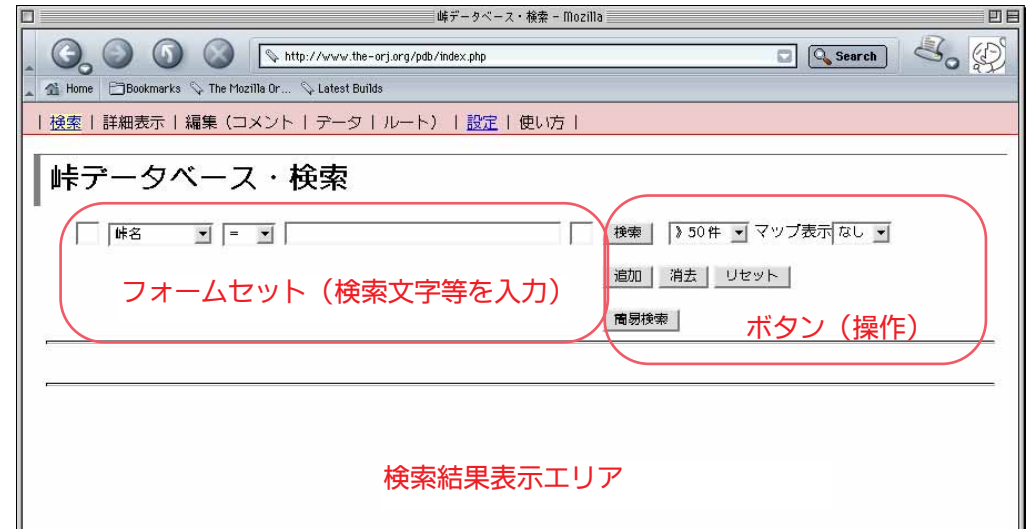 峠データベース・検索 - Mozilla
http://www.the-orj.org/pdb/index.php
Search
Home Bookmarks The Mozilla Or... Latest Builds
| 検索 | 詳細表示 | 編集（コメント | データ | ルート） | 設定 | 使い方 |
峠データベース・検索
峠名 = 検索 》50件 マップ表示 なし
追加 消去 リセット
フォームセット（検索文字等を入力）
簡易検索
ボタン（操作）
検索結果表示エリア